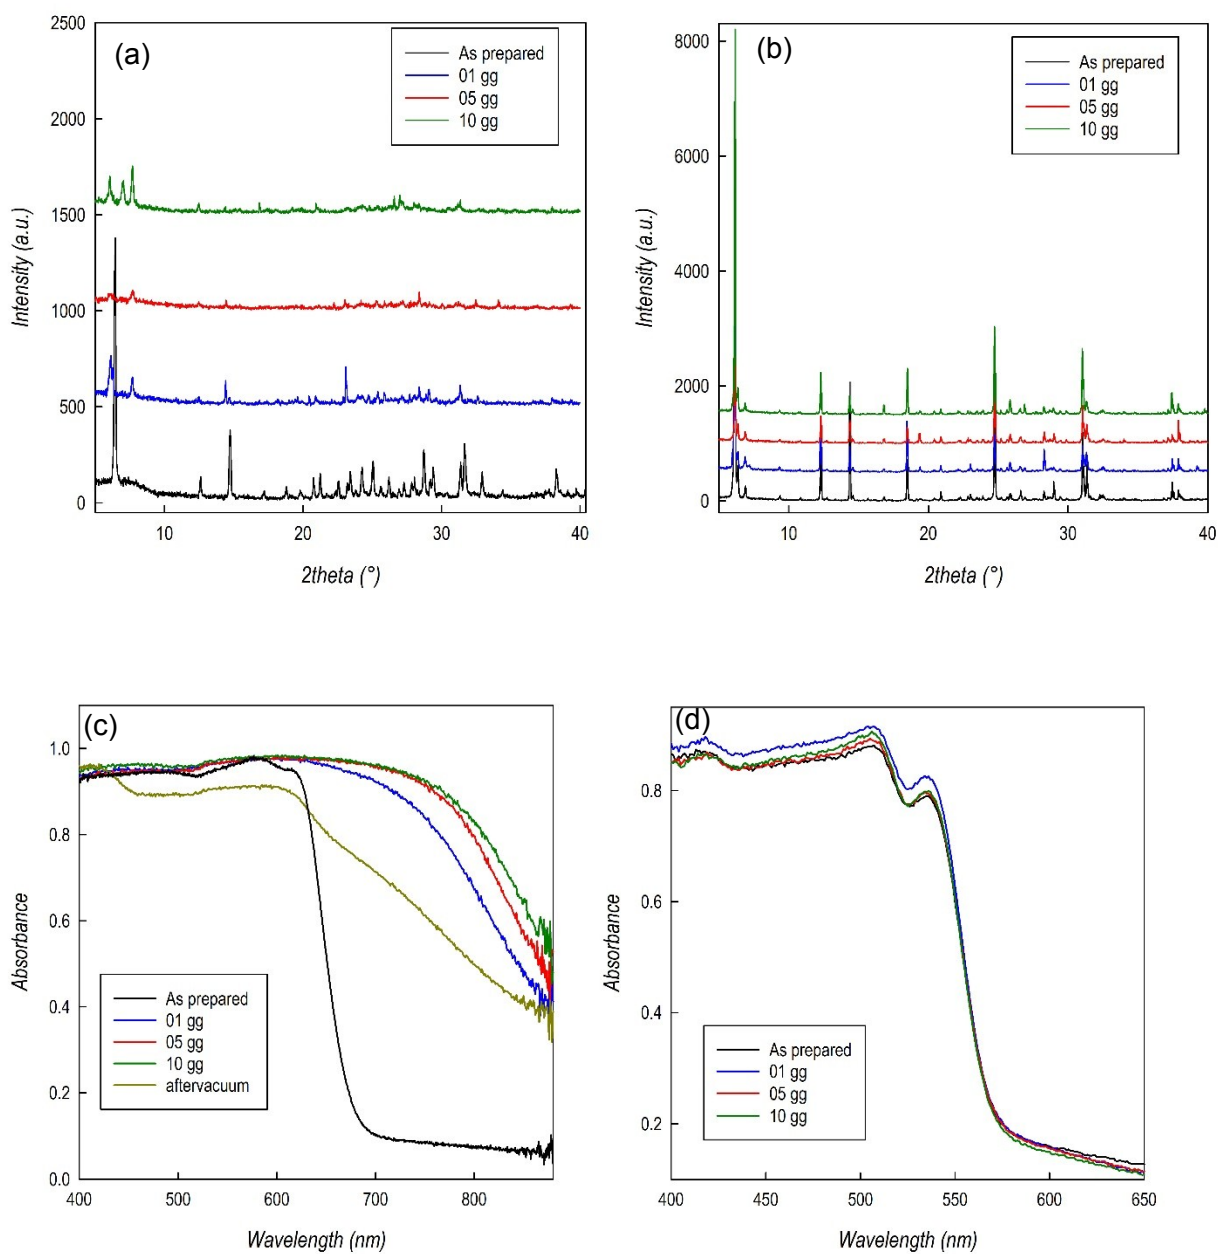 (a)
2500
2000
1500
1000
500
0
Intensity (a.u.)
As prepared
01 gg
05 gg
10 gg
10 20 30 40
2theta (°)
(b)
8000
6000
4000
2000
0
Intensity (a.u.)
As prepared
01 gg
05 gg
10 gg
10 20 30 40
2theta (°)
(c)
1.0
0.8
0.6
0.4
0.2
0.0
Absorbance
As prepared
01 gg
05 gg
10 gg
aftervacuum
400 500 600 700 800
Wavelength (nm)
(d)
0.8
0.6
0.4
0.2
Absorbance
As prepared
01 gg
05 gg
10 gg
400 450 500 550 600 650
Wavelength (nm)